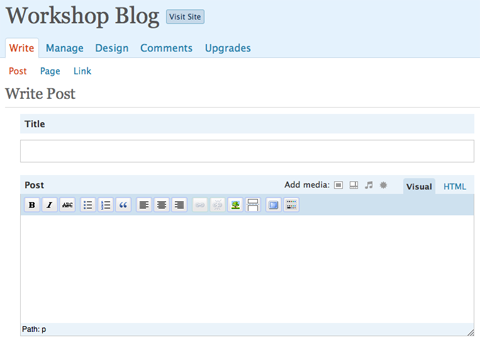 Workshop Blog Visit Site
Write Manage Design Comments Upgrades
Post Page Link
Write Post
Title
Post Add media: Visual HTML
B I ABC
Path: p